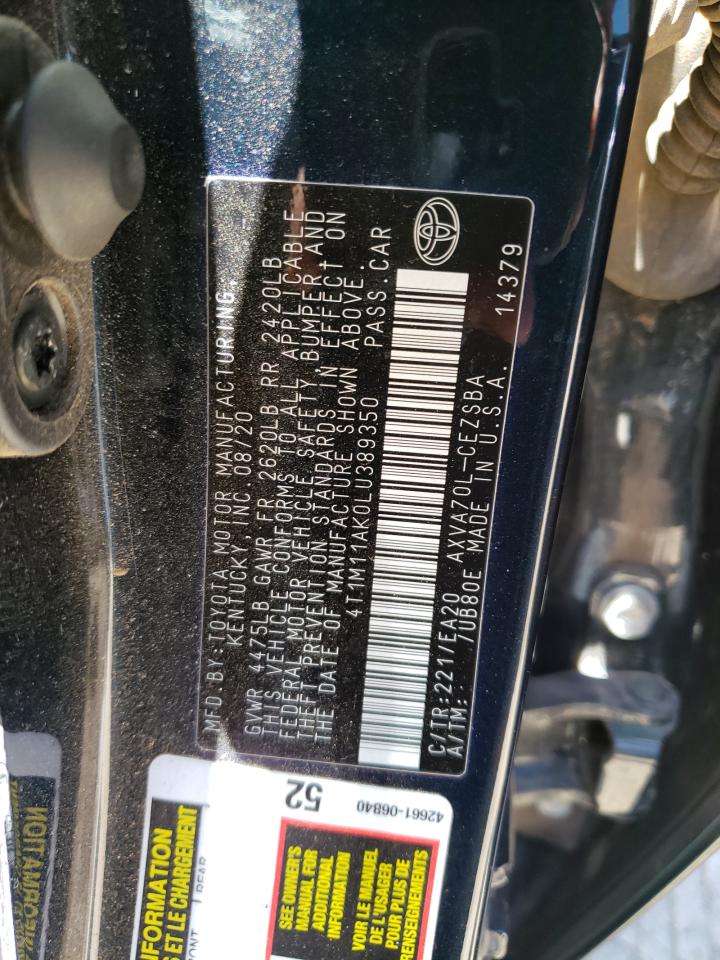 MFD.BY:TOYOTA MOTOR MANUFACTURING,
KENTUCKY,INC.08/20
GVWR 4475LB GAWR FR 2620LB RR 2420LB
THIS VEHICLE CONFORMS TO ALL APPLICABLE
FEDERAL MOTOR VEHICLE SAFETY,BUMPER,AND
THEFT PREVENTION STANDARDS IN EFFECT ON
THE DATE OF MANUFACTURE SHOWN ABOVE.
4T1M11AK0LU389350 PASS.CAR
C/TR:221/EA20 AXVA70L-CEZSBA
A/TM: /UB80E MADE IN U.S.A. 14379
INFORMATION
S ET LE CHARGEMENT
52
42661-06840
SEE OWNER'S
MANUAL FOR
ADDITIONAL
INFORMATION
VOIR LE MANUEL
DE L'USAGER
POUR PLUS DE
RENSEIGNEMENTS